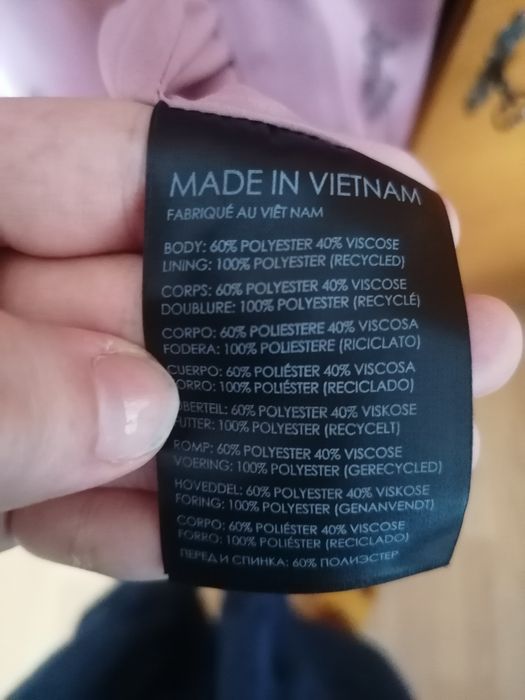 MADE IN VIETNAM
FABRIQUÉ AU VIÊT NAM
BODY: 60% POLYESTER 40% VISCOSE
LINING: 100% POLYESTER (RECYCLED)
CORPS: 60% POLYESTER 40% VISCOSE
DOUBLURE: 100% POLYESTER (RECYCLÉ)
CORPO: 60% POLIESTERE 40% VISCOSA
FODERA: 100% POLIESTERE (RICICLATO)
CUERPO: 60% POLIÉSTER 40% VISCOSA
FORRO: 100% POLIÉSTER (RECICLADO)
OBERTEIL: 60% POLYESTER 40% VISKOSE
FUTTER: 100% POLYESTER (RECYCELT)
ROMP: 60% POLYESTER 40% VISCOSE
VOERING: 100% POLYESTER (GERECYCLED)
HOVEDDEL: 60% POLYESTER 40% VISKOSE
FORING: 100% POLYESTER (GENANVENDT)
CORPO: 60% POLIÉSTER 40% VISCOSE
FORRO: 100% POLIÉSTER (RECICLADO)
ПЕРЕД И СПИНКА: 60% ПОЛИЭСТЕР